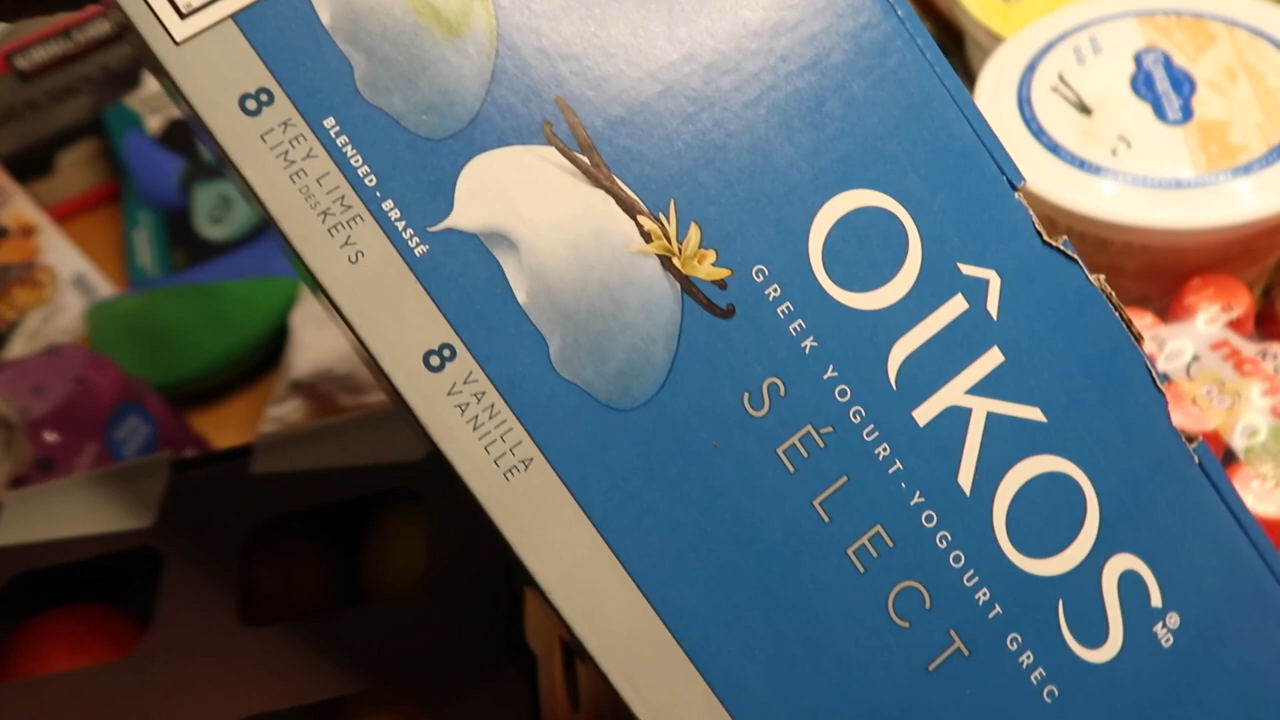 8
KEY LIME
LIME DES KEYS
BLENDED - BRASSÉ
8
VANILLA
VANILLE
OÎKOS
®
MD
GREEK YOGURT-YOGOURT GREC
SÉLECT